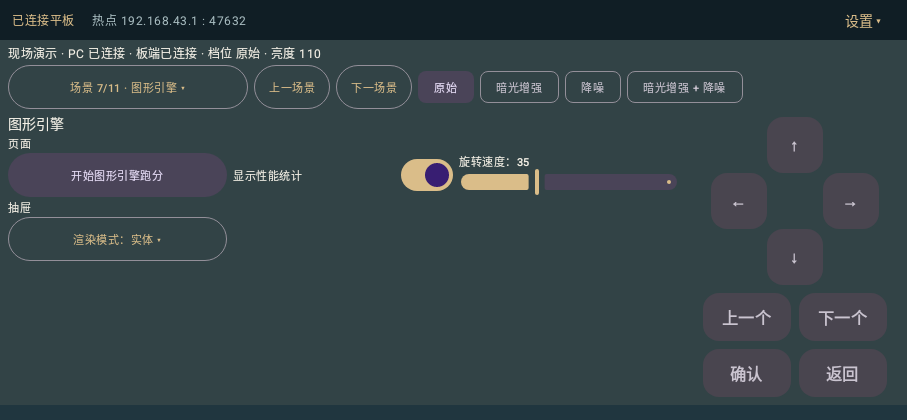 已连接平板 热点 192.168.43.1 : 47632 设置 ▾
现场演示 · PC 已连接 · 板端已连接 · 档位 原始 · 亮度 110
场景 7/11 · 图形引擎 ▾ 上一场景 下一场景 原始 暗光增强 降噪 暗光增强 + 降噪
图形引擎
页面
开始图形引擎跑分 显示性能统计 旋转速度：35
抽屉
渲染模式：实体 ▾
↑
← →
↓
上一个 下一个
确认 返回